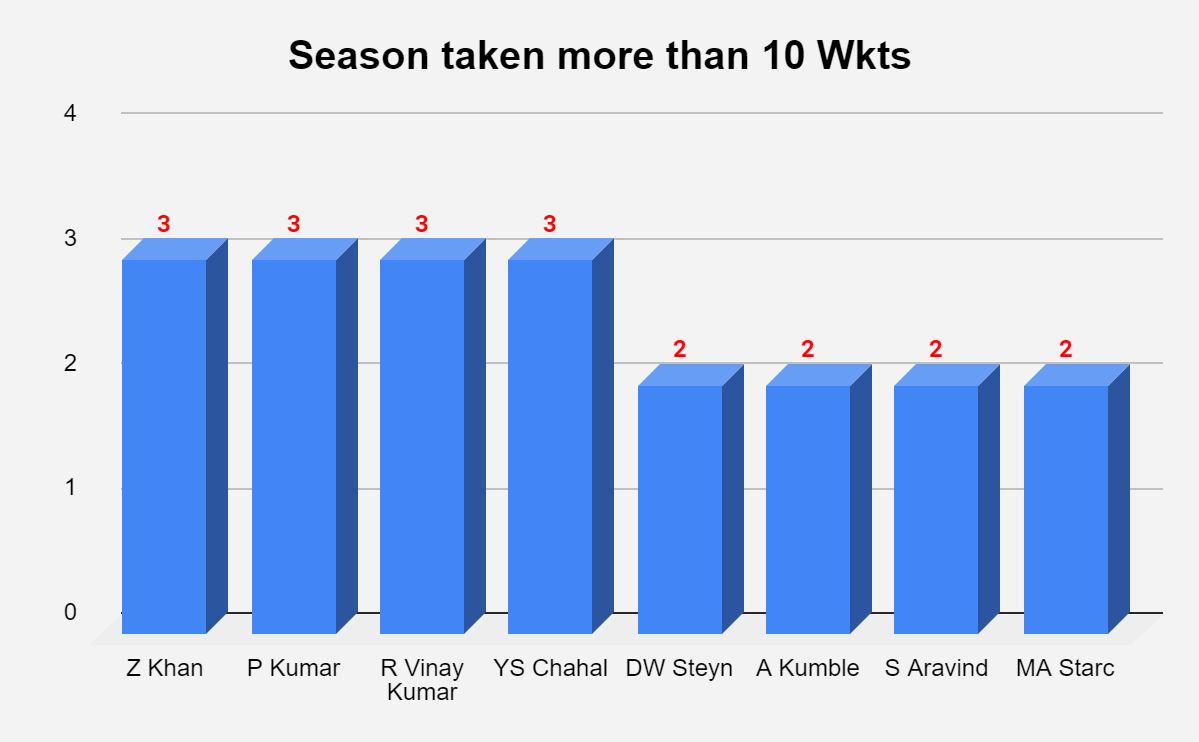 Season taken more than 10 Wkts
4
3
2
1
0
3
3
3
3
2
2
2
2
Z Khan
P Kumar
R Vinay
Kumar
YS Chahal
DW Steyn
A Kumble
S Aravind
MA Starc